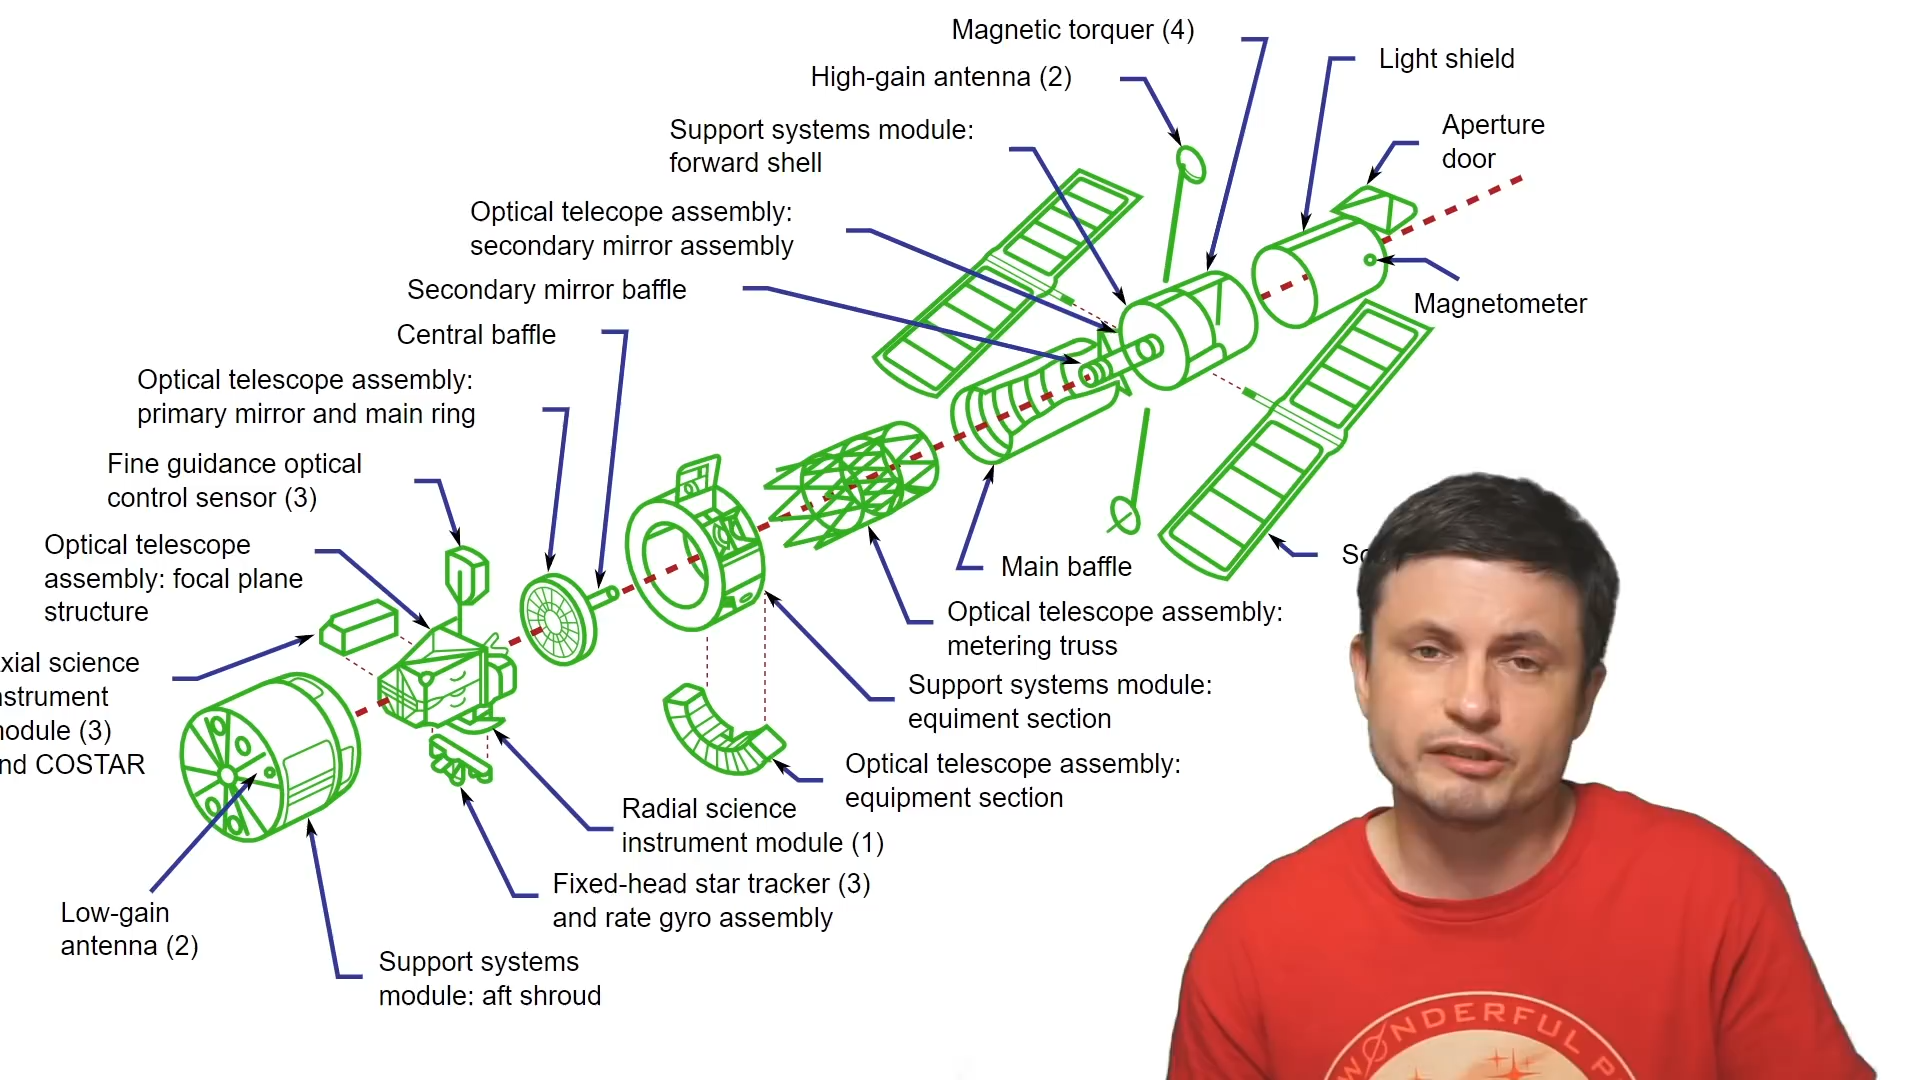 Magnetic torquer (4)
High-gain antenna (2)
Light shield
Support systems module:
forward shell
Aperture
door
Optical telecope assembly:
secondary mirror assembly
Secondary mirror baffle
Magnetometer
Central baffle
Optical telescope assembly:
primary mirror and main ring
Fine guidance optical
control sensor (3)
Optical telescope
assembly: focal plane
structure
Main baffle
Optical telescope assembly:
metering truss
xial science
nstrument
odule (3)
nd COSTAR
Support systems module:
equiment section
Optical telescope assembly:
equipment section
Radial science
instrument module (1)
Fixed-head star tracker (3)
and rate gyro assembly
Low-gain
antenna (2)
Support systems
module: aft shroud
WONDERFUL